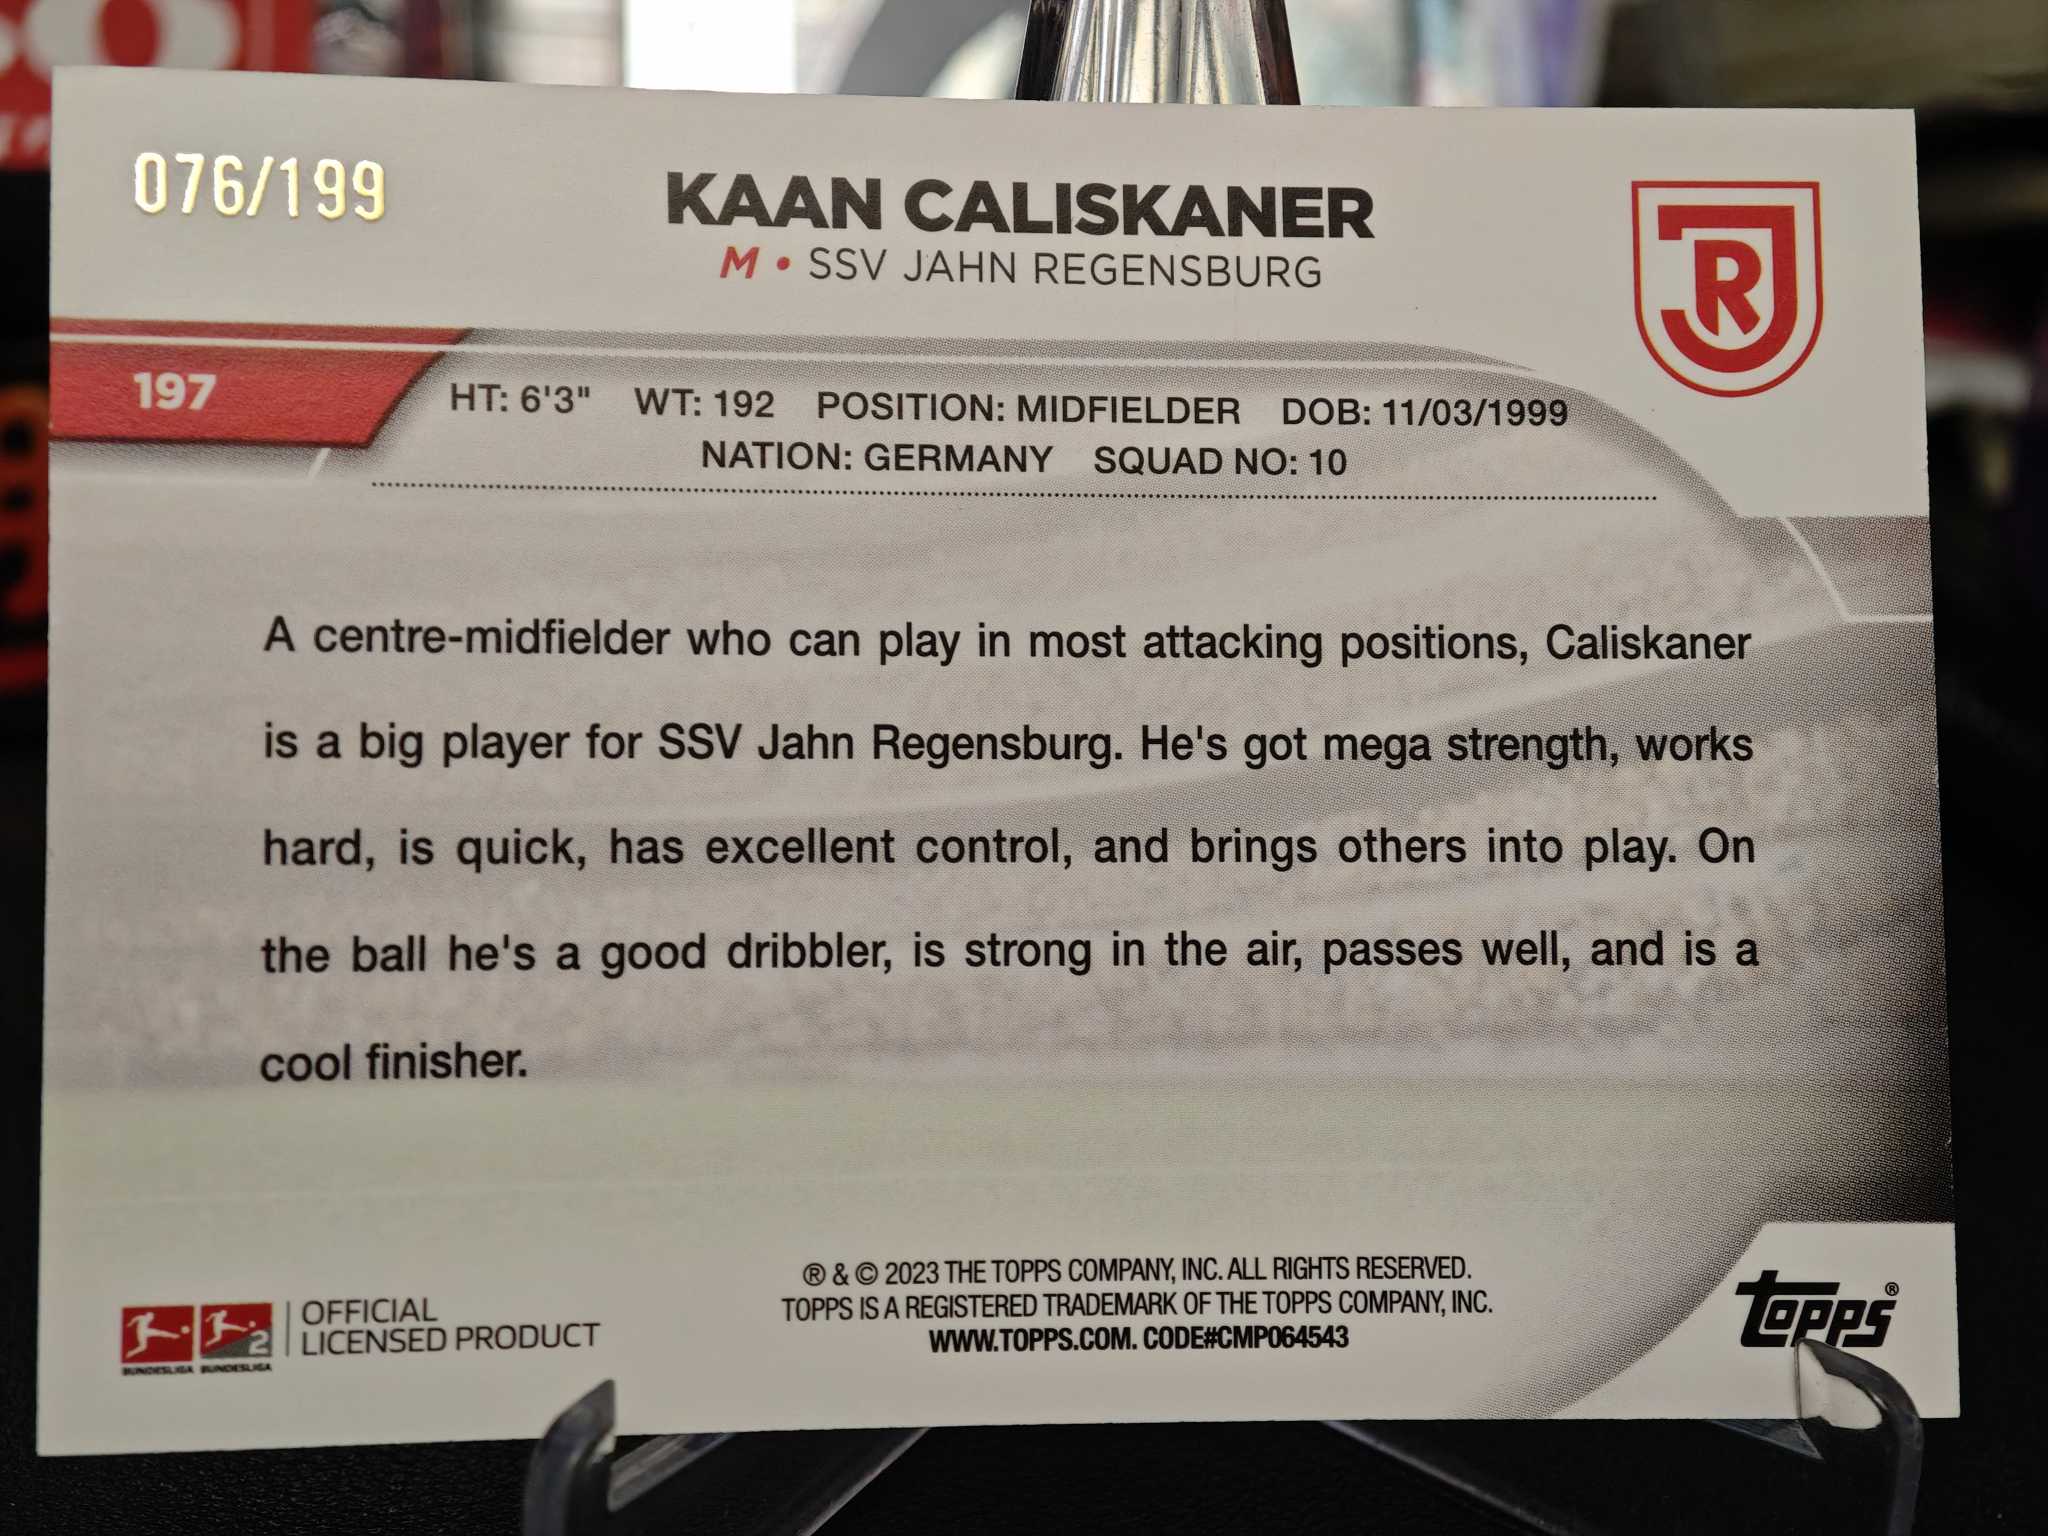 076/199
KAAN CALISKANER
M • SSV JAHN REGENSBURG
JR
197
HT: 6'3" WT: 192 POSITION: MIDFIELDER DOB: 11/03/1999
NATION: GERMANY SQUAD NO: 10
A centre-midfielder who can play in most attacking positions, Caliskaner
is a big player for SSV Jahn Regensburg. He's got mega strength, works
hard, is quick, has excellent control, and brings others into play. On
the ball he's a good dribbler, is strong in the air, passes well, and is a
cool finisher.
® & © 2023 THE TOPPS COMPANY, INC. ALL RIGHTS RESERVED.
TOPPS IS A REGISTERED TRADEMARK OF THE TOPPS COMPANY, INC.
WWW.TOPPS.COM. CODE#CMP064543
2
BUNDESLIGA BUNDESLIGA
OFFICIAL
LICENSED PRODUCT
topps®